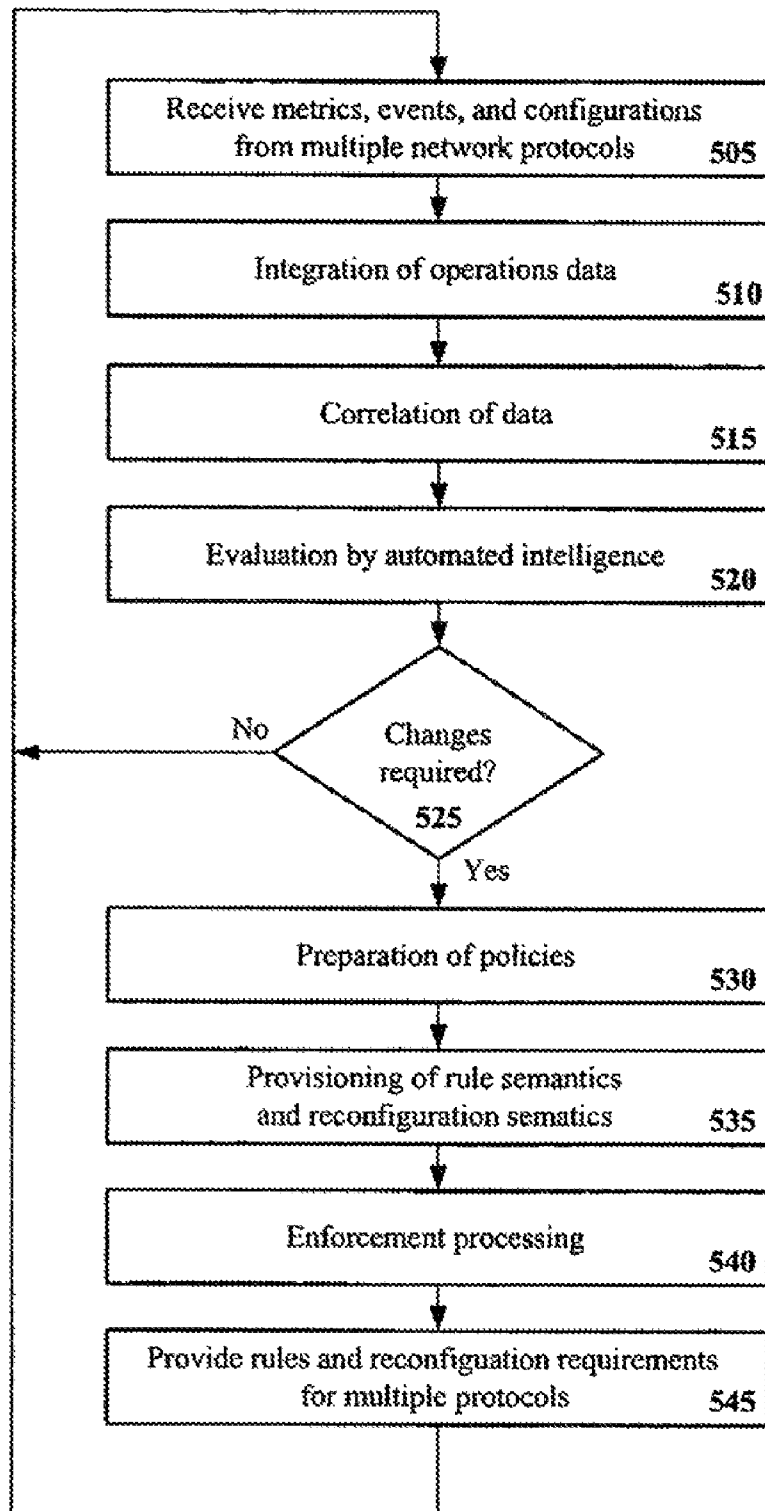 Receive metrics, events, and configurations
from multiple network protocols 505
Integration of operations data
510
Correlation of data
515
Evaluation by automated intelligence
520
No
Changes
required?
525
Yes
Preparation of policies
530
Provisioning of rule semantics
and reconfiguration sematics 535
Enforcement processing
540
Provide rules and reconfiguation requirements
for multiple protocols 545